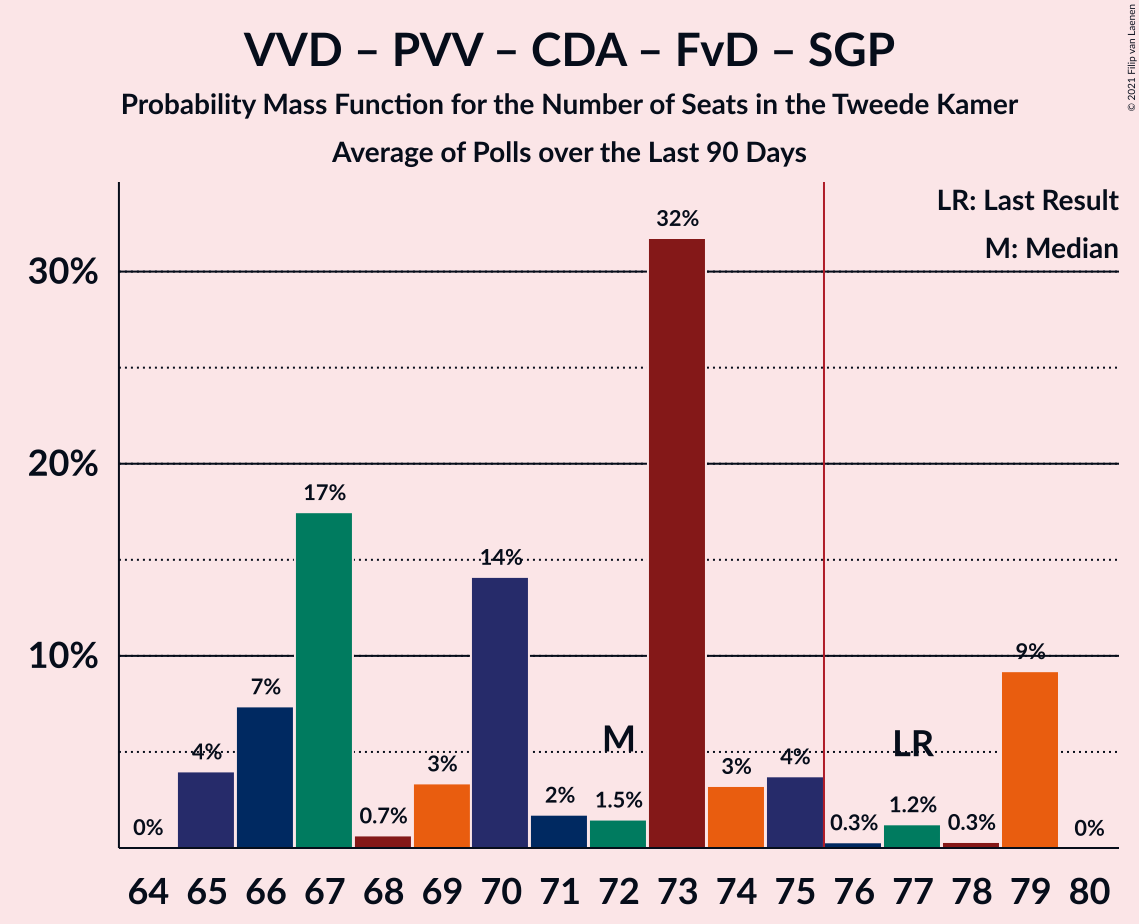 VVD – PVV – CDA – FvD – SGP
Probability Mass Function for the Number of Seats in the Tweede Kamer
Average of Polls over the Last 90 Days
© 2021 Filip van Laenen
LR: Last Result
M: Median
30%
20%
10%
0%
4%
7%
17%
0.7%
3%
14%
2%
1.5%
M
32%
3%
4%
0.3%
1.2%
LR
0.3%
9%
0%
64 65 66 67 68 69 70 71 72 73 74 75 76 77 78 79 80